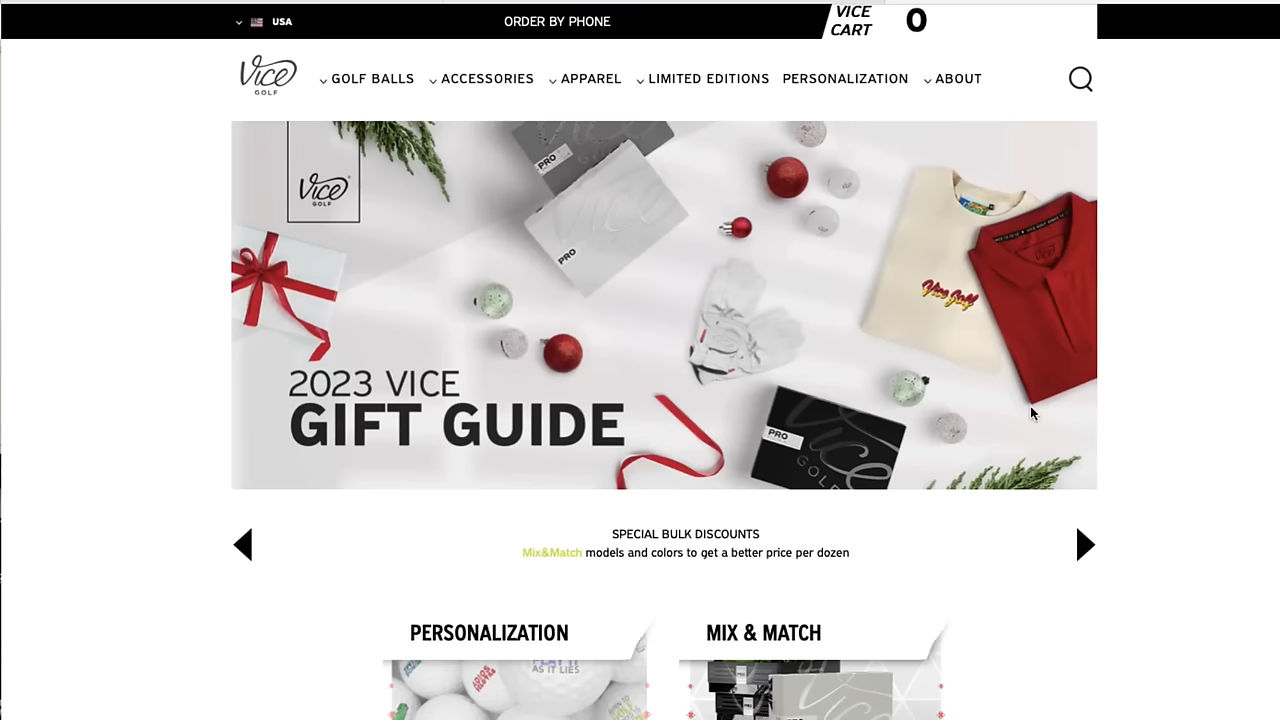 USA
ORDER BY PHONE
VICE
CART
0
Vice
GOLF
GOLF BALLS
ACCESSORIES
APPAREL
LIMITED EDITIONS
PERSONALIZATION
ABOUT
Vice
GOLF
PRO
PRO
Vice Golf
2023 VICE
GIFT GUIDE
PRO
Vice
GOLF
SPECIAL BULK DISCOUNTS
Mix&Match models and colors to get a better price per dozen
PERSONALIZATION
MIX & MATCH
AS IT LIES